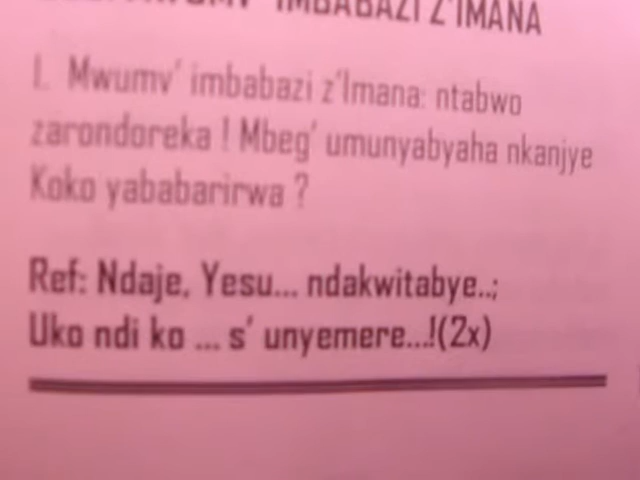 IMBABAZI Z'IMANA
1. Mwumv' imbabazi z'Imana: ntabwo
zarondoreka ! Mbeg' umunyabyaha nkanjye
Koko yababarirwa ?
Ref: Ndaje, Yesu... ndakwitabye..;
Uko ndi ko ... s' unyemere...!(2x)